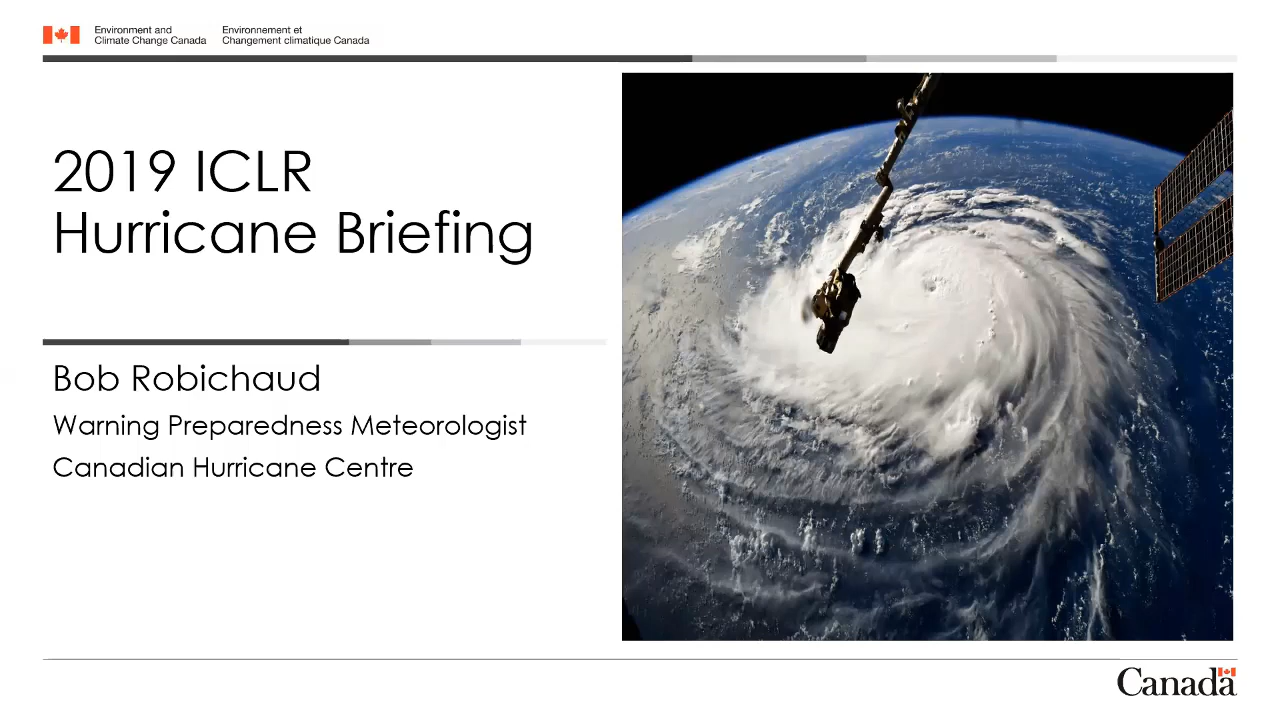 Environment and
Climate Change Canada
Environnement et
Changement climatique Canada
2019 ICLR
Hurricane Briefing
Bob Robichaud
Warning Preparedness Meteorologist
Canadian Hurricane Centre
Canada